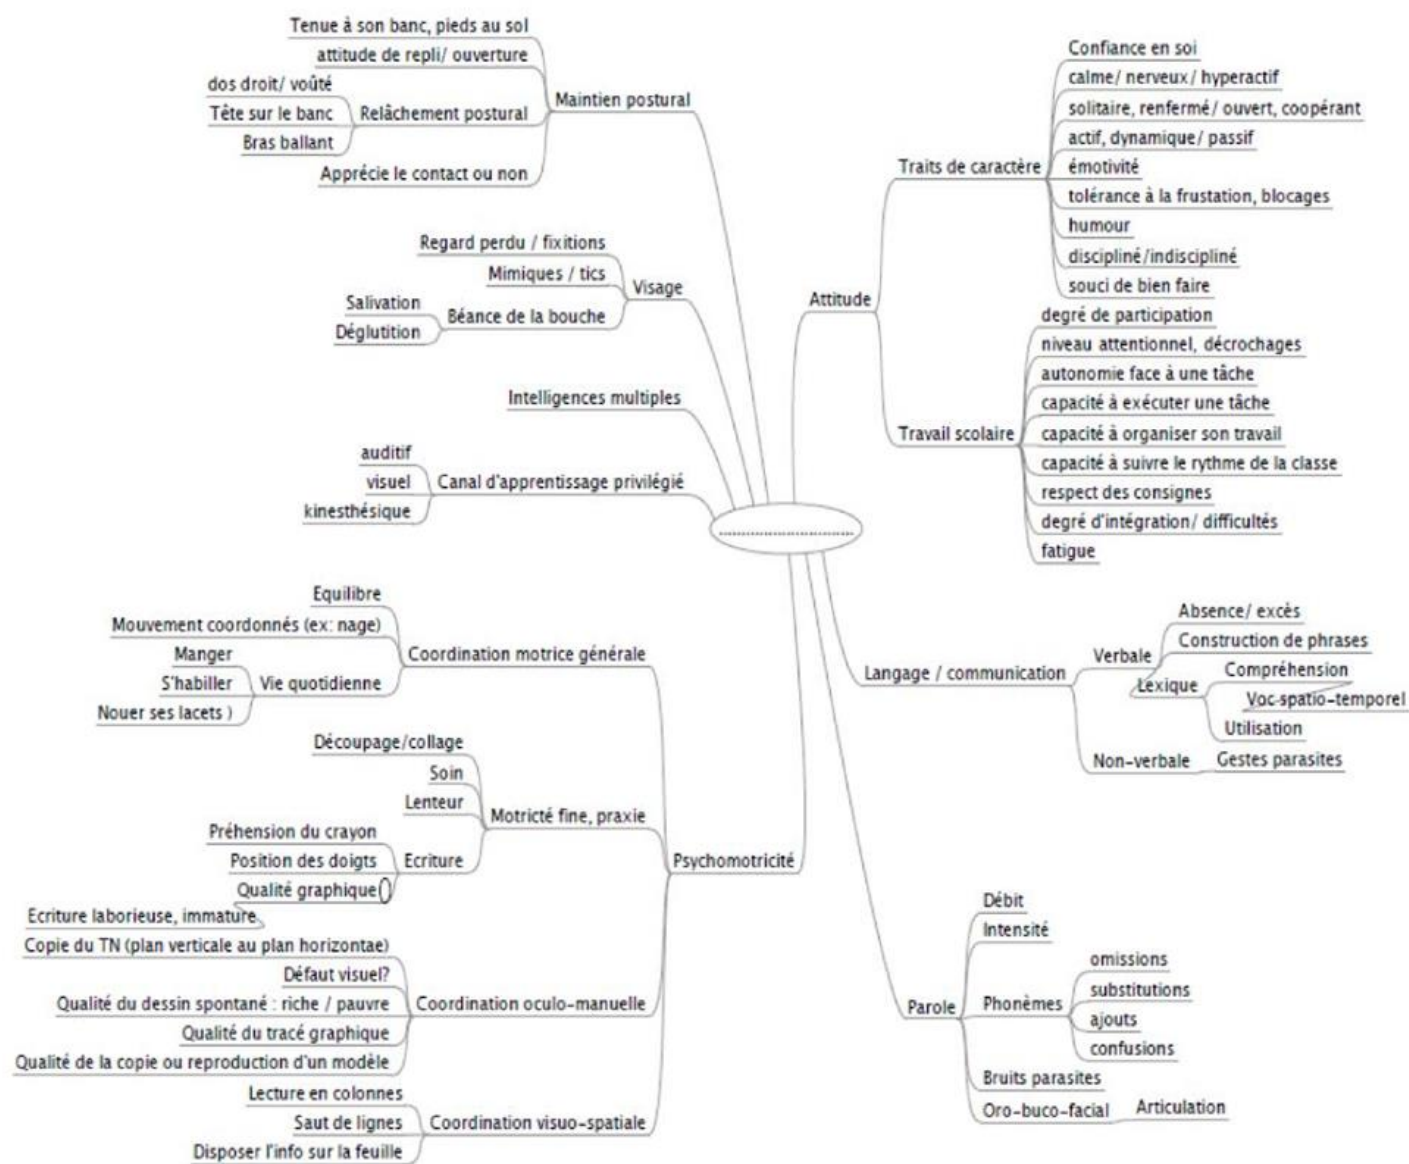 Tenue à son banc, pieds au sol
attitude de repli/ ouverture
dos droit/ voûté
Tête sur le banc
Bras ballant
Relâchement postural
Apprécie le contact ou non
Maintien postural
Regard perdu / fixitions
Mimiques / tics
Salivation
Déglutition
Béance de la bouche
Visage
Intelligences multiples
auditif
visuel
kinesthésique
Canal d'apprentissage privilégié
Equilibre
Mouvement coordonnés (ex: nage)
Manger
S'habiller
Nouer ses lacets )
Vie quotidienne
Coordination motrice générale
Découpage/collage
Soin
Lenteur
Préhension du crayon
Position des doigts
Qualité graphique
Ecriture laborieuse, immature
Ecriture
Motricté fine, praxie
Copie du TN (plan verticale au plan horizontae)
Défaut visuel?
Qualité du dessin spontané : riche / pauvre
Qualité du tracé graphique
Qualité de la copie ou reproduction d'un modèle
Coordination oculo-manuelle
Lecture en colonnes
Saut de lignes
Disposer l'info sur la feuille
Coordination visuo-spatiale
Psychomotricité
Attitude
Traits de caractère
Confiance en soi
calme/ nerveux/ hyperactif
solitaire, renfermé/ ouvert, coopérant
actif, dynamique/ passif
émotivité
tolérance à la frustation, blocages
humour
discipliné/indiscipliné
souci de bien faire
Travail scolaire
degré de participation
niveau attentionnel, décrochages
autonomie face à une tâche
capacité à exécuter une tâche
capacité à organiser son travail
capacité à suivre le rythme de la classe
respect des consignes
degré d'intégration/ difficultés
fatigue
Langage / communication
Verbale
Absence/ excès
Construction de phrases
Lexique
Compréhension
Voc-spatio-temporel
Utilisation
Non-verbale
Gestes parasites
Parole
Débit
Intensité
Phonèmes
omissions
substitutions
ajouts
confusions
Bruits parasites
Oro-buco-facial
Articulation